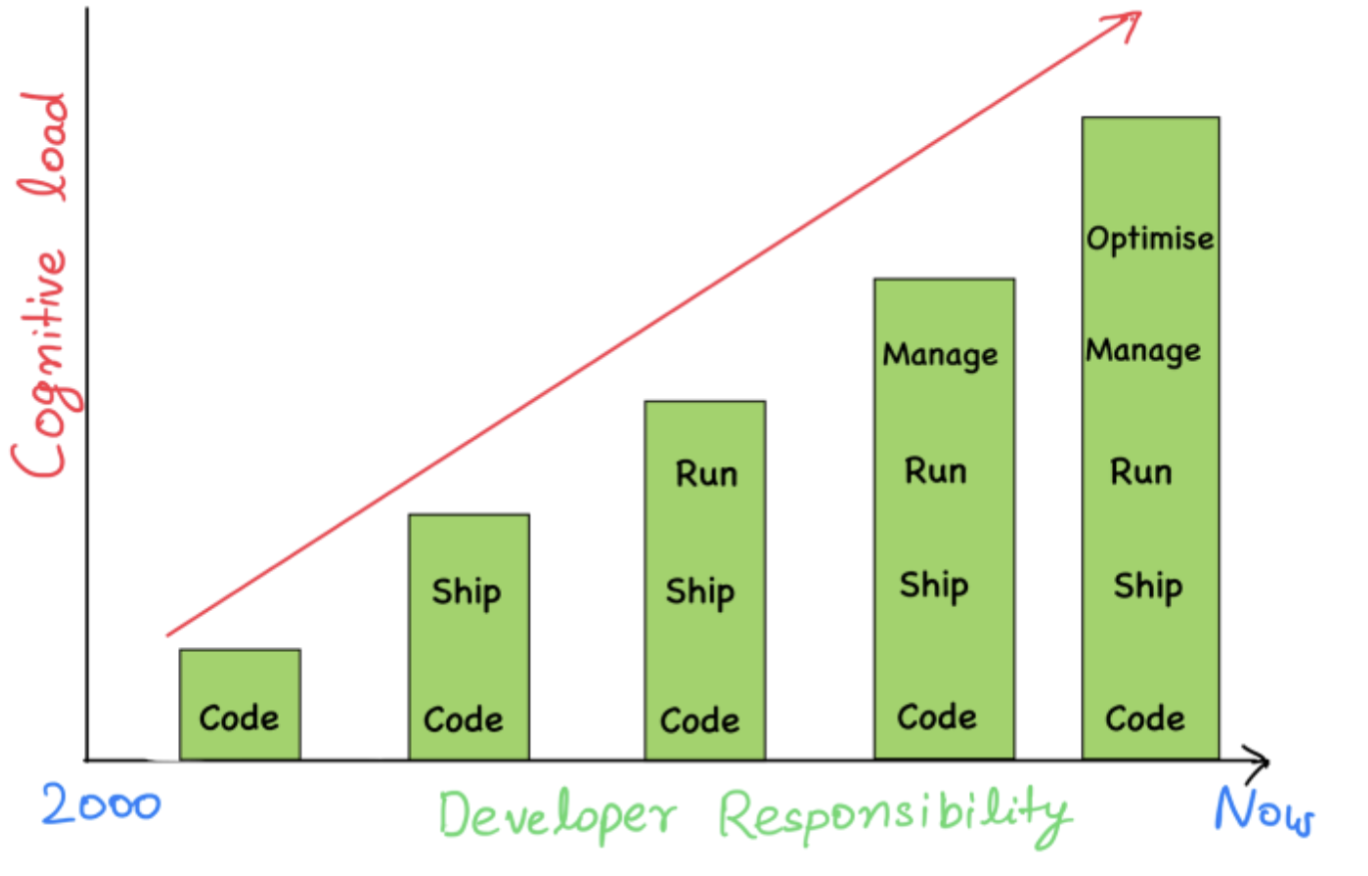 Cognitive load
Optimise
Manage
Manage
Run
Run
Run
Ship
Ship
Ship
Ship
Code
Code
Code
Code
Code
2000
Developer Responsibility
Now